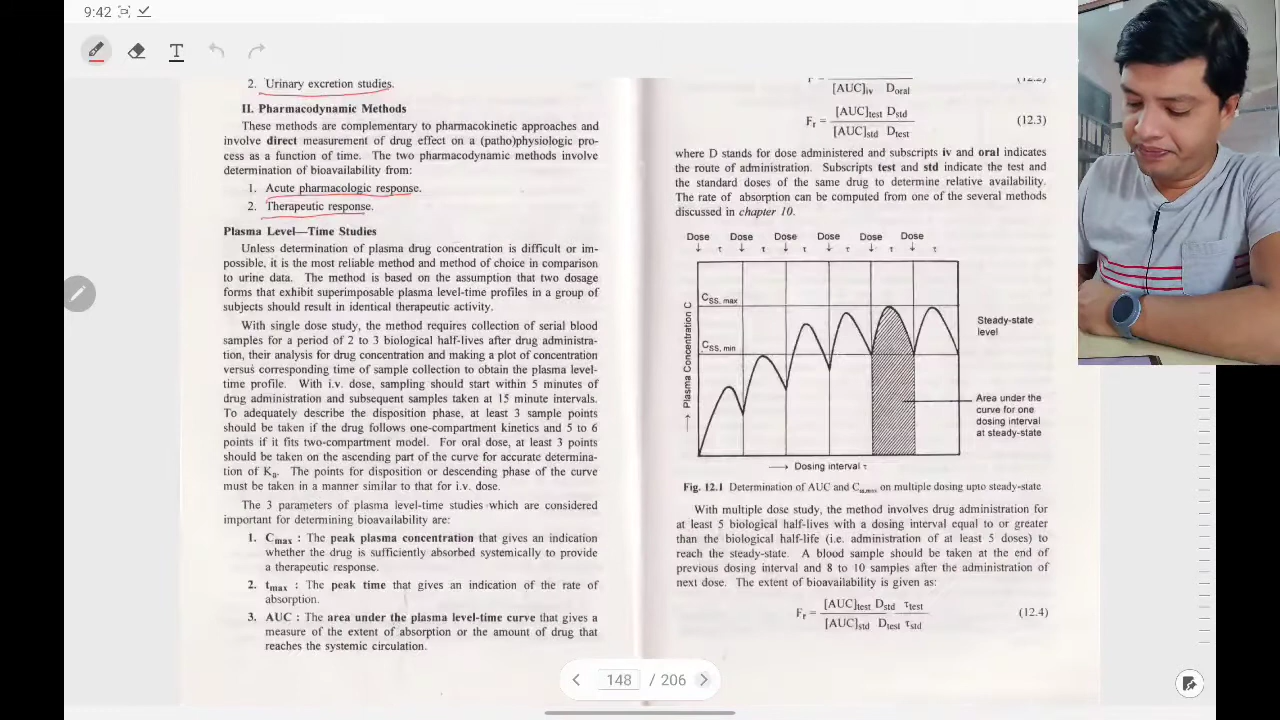 9:42
T
2. Urinary excretion studies.
II. Pharmacodynamic Methods
These methods are complementary to pharmacokinetic approaches and
involve direct measurement of drug effect on a (patho)physiologic pro-
cess as a function of time. The two pharmacodynamic methods involve
determination of bioavailability from:
1. Acute pharmacologic response.
2. Therapeutic response.
Plasma Level—Time Studies
Unless determination of plasma drug concentration is difficult or im-
possible, it is the most reliable method and method of choice in comparison
to urine data. The method is based on the assumption that two dosage
forms that exhibit superimposable plasma level-time profiles in a group of
subjects should result in identical therapeutic activity.
With single dose study, the method requires collection of serial blood
samples for a period of 2 to 3 biological half-lives after drug administra-
tion, their analysis for drug concentration and making a plot of concentration
versus corresponding time of sample collection to obtain the plasma level-
time profile. With i.v. dose, sampling should start within 5 minutes of
drug administration and subsequent samples taken at 15 minute intervals.
To adequately describe the disposition phase, at least 3 sample points
should be taken if the drug follows one-compartment kinetics and 5 to 6
points if it fits two-compartment model. For oral dose, at least 3 points
should be taken on the ascending part of the curve for accurate determina-
tion of Ka. The points for disposition or descending phase of the curve
must be taken in a manner similar to that for i.v. dose.
The 3 parameters of plasma level-time studies which are considered
important for determining bioavailability are:
1. Cmax : The peak plasma concentration that gives an indication
whether the drug is sufficiently absorbed systemically to provide
a therapeutic response.
2. tmax : The peak time that gives an indication of the rate of
absorption.
3. AUC : The area under the plasma level-time curve that gives a
measure of the extent of absorption or the amount of drug that
reaches the systemic circulation.
[AUC]iv Doral
Fr = [AUC]test Dstd (12.3)
[AUC]std Dtest
where D stands for dose administered and subscripts iv and oral indicates
the route of administration. Subscripts test and std indicate the test and
the standard doses of the same drug to determine relative availability.
The rate of absorption can be computed from one of the several methods
discussed in chapter 10.
Dose Dose Dose Dose Dose Dose
↓ τ ↓ τ ↓ τ ↓ τ ↓ τ ↓ τ
CSS, max
CSS, min
Plasma Concentration C
Steady-state
level
Area under the
curve for one
dosing interval
at steady-state
Dosing interval τ
Fig. 12.1 Determination of AUC and Css,max on multiple dosing upto steady-state
With multiple dose study, the method involves drug administration for
at least 5 biological half-lives with a dosing interval equal to or greater
than the biological half-life (i.e. administration of at least 5 doses) to
reach the steady-state. A blood sample should be taken at the end of
previous dosing interval and 8 to 10 samples after the administration of
next dose. The extent of bioavailability is given as:
Fr = [AUC]test Dstd τtest (12.4)
[AUC]std Dtest τstd
148 / 206